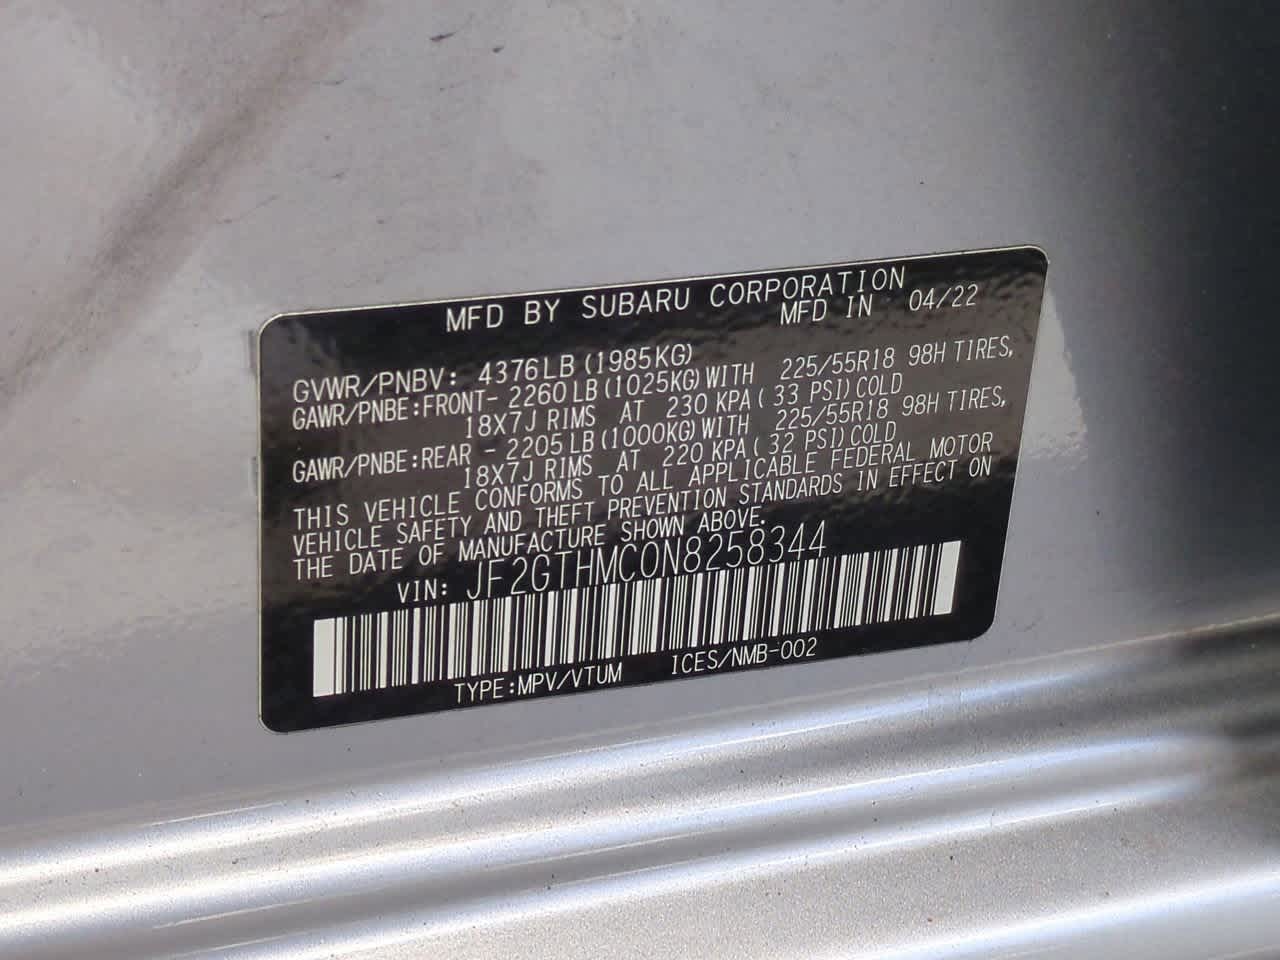 MFD BY SUBARU CORPORATION
MFD IN 04/22
GVWR/PNBV: 4376LB (1985KG)
GAWR/PNBE:FRONT- 2260LB (1025KG) WITH 225/55R18 98H TIRES,
18X7J RIMS AT 230 KPA( 33 PSI) COLD
GAWR/PNBE:REAR - 2205LB (1000KG) WITH 225/55R18 98H TIRES,
18X7J RIMS AT 220 KPA( 32 PSI) COLD
THIS VEHICLE CONFORMS TO ALL APPLICABLE FEDERAL MOTOR
VEHICLE SAFETY AND THEFT PREVENTION STANDARDS IN EFFECT ON
THE DATE OF MANUFACTURE SHOWN ABOVE.
VIN: JF2GTHMC0N8258344
TYPE:MPV/VTUM ICES/NMB-002